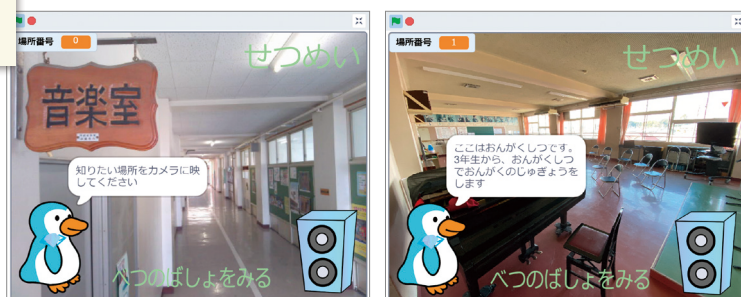 場所番号 0
せつめい
音楽室
知りたい場所をカメラに映
してください
べつのばしょをみる
場所番号 1
せつめい
ここはおんがくしつです。
3年生から、おんがくしつ
でおんがくのじゅぎょうを
します
べつのばしょをみる